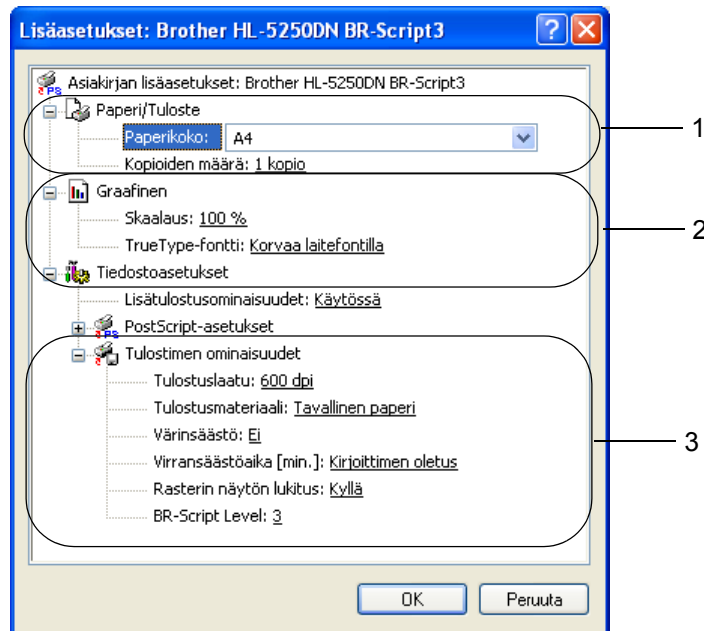 Lisäasetukset: Brother HL-5250DN BR-Script3
Asiakirjan lisäasetukset: Brother HL-5250DN BR-Script3
Paperi/Tuloste
Paperikoko: A4
1
Kopioiden määrä: 1 kopio
Graafinen
Skaalaus: 100 %
2
TrueType-fontti: Korvaa laitefontilla
Tiedostoasetukset
Lisätulostusominaisuudet: Käytössä
PostScript-asetukset
Tulostimen ominaisuudet
Tulostuslaatu: 600 dpi
Tulostusmateriaali: Tavallinen paperi
Värinsäästö: Ei
3
Virransäästöaika [min.]: Kirjoittimen oletus
Rasterin näytön lukitus: Kyllä
BR-Script Level: 3
OK Peruuta